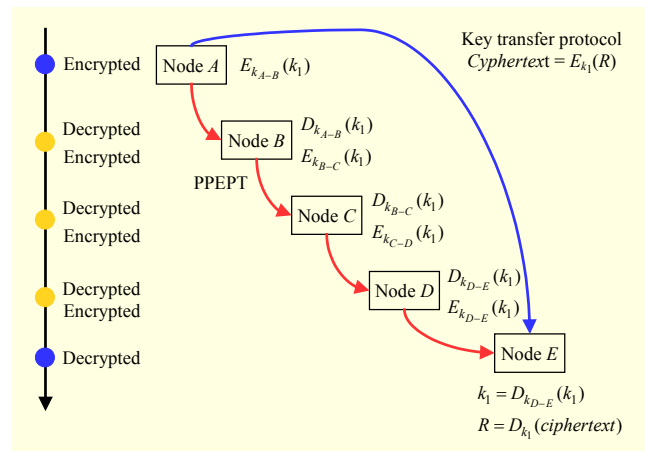 Key transfer protocol
Cyphertext = E_{k_1}(R)
Encrypted
Node A
E_{k_{A-B}}(k_1)
Decrypted
Encrypted
Node B
D_{k_{A-B}}(k_1)
E_{k_{B-C}}(k_1)
PPEPT
Decrypted
Encrypted
Node C
D_{k_{B-C}}(k_1)
E_{k_{C-D}}(k_1)
Decrypted
Encrypted
Node D
D_{k_{D-E}}(k_1)
E_{k_{D-E}}(k_1)
Decrypted
Node E
k_1 = D_{k_{D-E}}(k_1)
R = D_{k_1}(ciphertext)